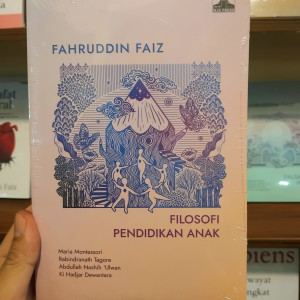 FAHRUDDIN FAIZ
FILOSOFI
PENDIDIKAN ANAK
Maria Montessori
Rabindranath Tagore
Abdullah Nashih 'Ulwan
Ki Hadjar Dewantara